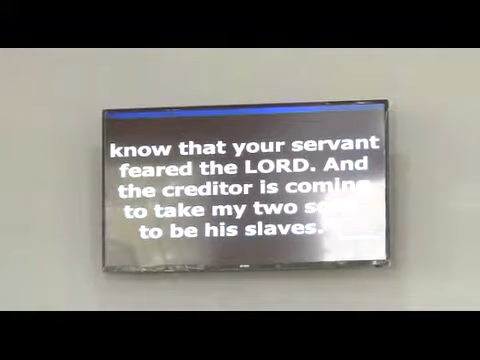 know that your servant
feared the LORD. And
the creditor is coming
to take my two sons
to be his slaves.